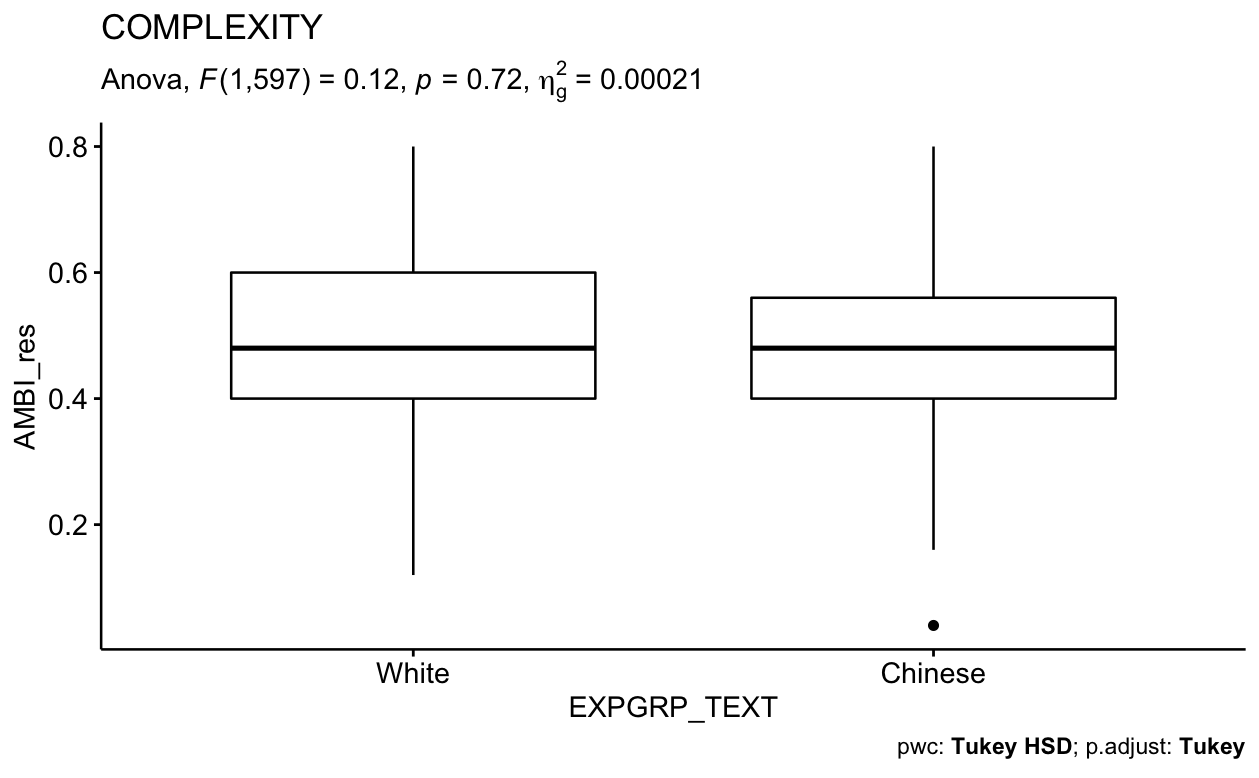 COMPLEXITY
Anova, F(1,597) = 0.12, p = 0.72, η²g = 0.00021
0.8
0.6
0.4
0.2
AMBI_res
White Chinese
EXPGRP_TEXT
pwc: Tukey HSD; p.adjust: Tukey